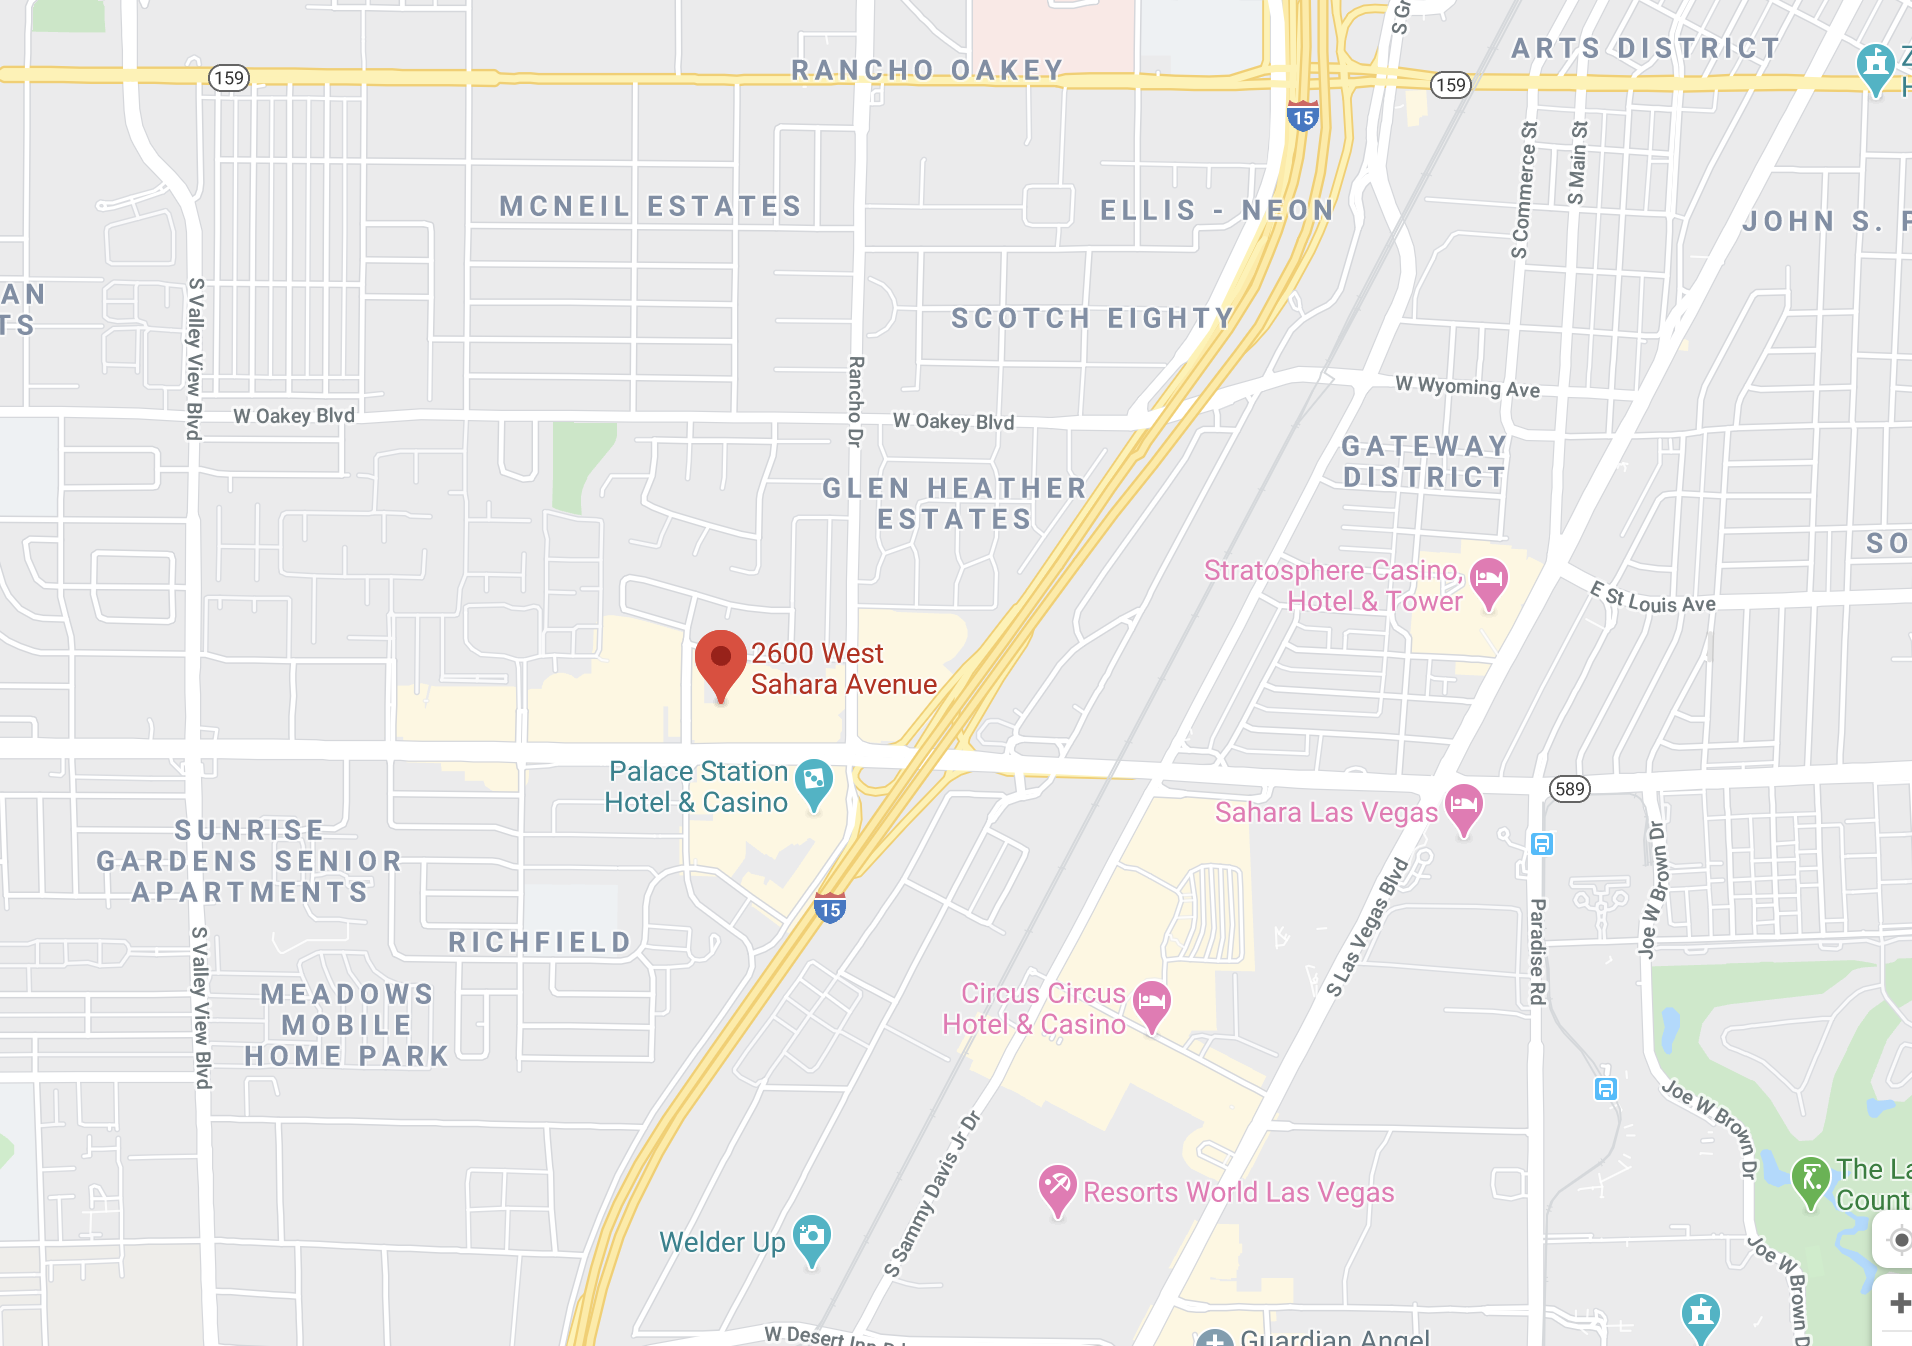 S Gr
ARTS DISTRICT
Z
H
RANCHO OAKEY
159
159
15
S Commerce St
S Main St
MCNEIL ESTATES
ELLIS - NEON
JOHN S. P
AN
TS
S Valley View Blvd
SCOTCH EIGHTY
Rancho Dr
W Wyoming Ave
W Oakey Blvd
W Oakey Blvd
GATEWAY
DISTRICT
GLEN HEATHER
ESTATES
SO
Stratosphere Casino,
Hotel & Tower
E St Louis Ave
2600 West
Sahara Avenue
Palace Station
Hotel & Casino
589
Sahara Las Vegas
SUNRISE
GARDENS SENIOR
APARTMENTS
Joe W Brown Dr
S Las Vegas Blvd
15
Paradise Rd
RICHFIELD
S Valley View Blvd
MEADOWS
MOBILE
HOME PARK
Circus Circus
Hotel & Casino
Joe W Brown Dr
S Sammy Davis Jr Dr
The La
Count
Resorts World Las Vegas
Welder Up
Joe W Brown D
W Desert Inn Rd
Guardian Angel